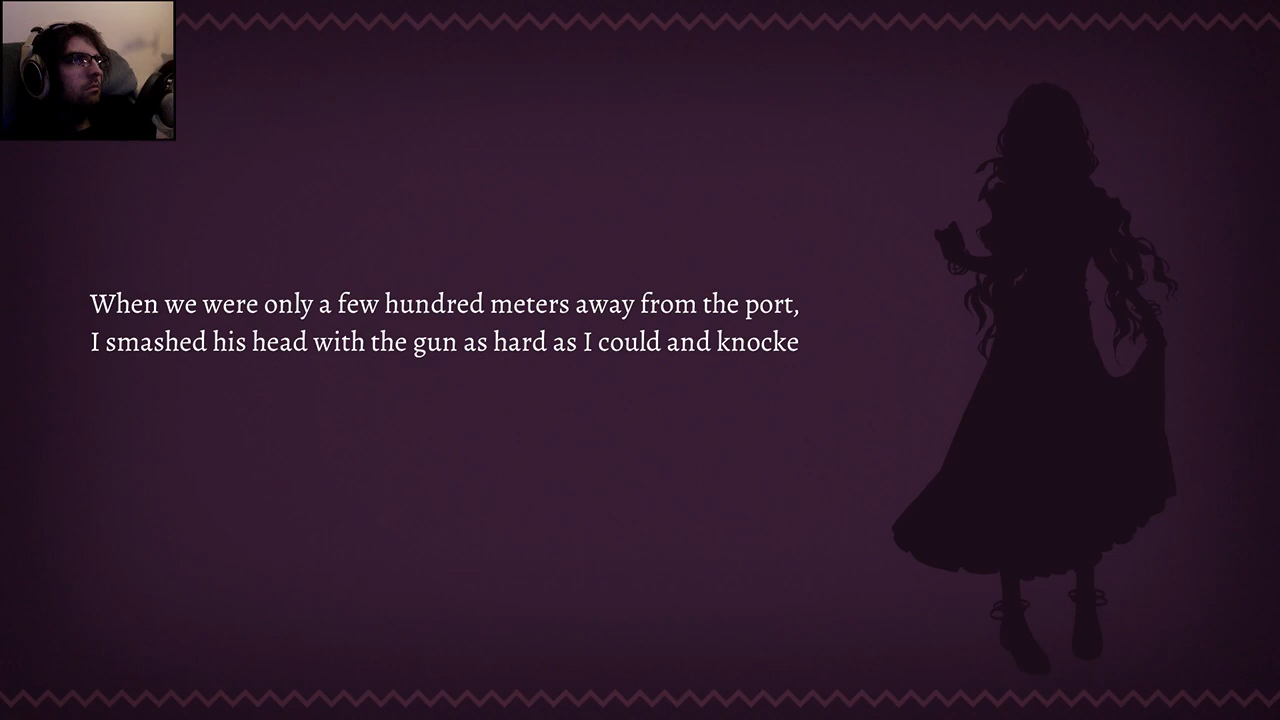 When we were only a few hundred meters away from the port,
I smashed his head with the gun as hard as I could and knocke